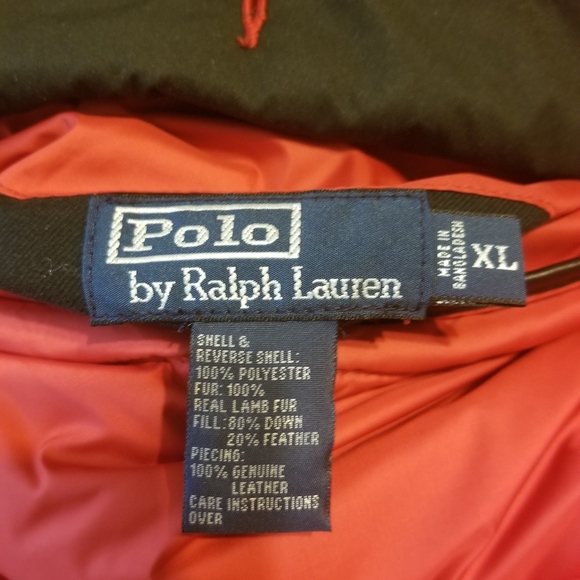 Polo
by Ralph Lauren
MADE IN
BANGLADESH
XL
SHELL &
REVERSE SHELL:
100% POLYESTER
FUR: 100%
REAL LAMB FUR
FILL: 80% DOWN
20% FEATHER
PIECING:
100% GENUINE
LEATHER
CARE INSTRUCTIONS
OVER